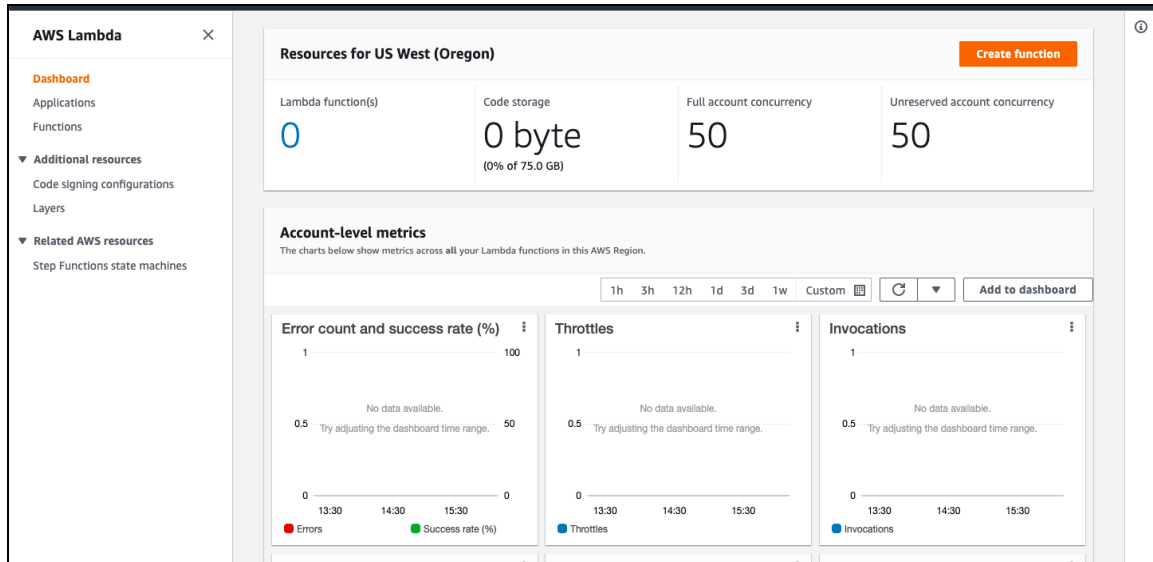 AWS Lambda
Dashboard
Applications
Functions
Additional resources
Code signing configurations
Layers
Related AWS resources
Step Functions state machines
Resources for US West (Oregon)
Create function
Lambda function(s)
0
Code storage
0 byte
(0% of 75.0 GB)
Full account concurrency
50
Unreserved account concurrency
50
Account-level metrics
The charts below show metrics across all your Lambda functions in this AWS Region.
1h 3h 12h 1d 3d 1w Custom
Add to dashboard
Error count and success rate (%)
1 100
No data available.
0.5 Try adjusting the dashboard time range. 50
0 0
13:30 14:30 15:30
Errors Success rate (%)
Throttles
1
No data available.
0.5 Try adjusting the dashboard time range.
0
13:30 14:30 15:30
Throttles
Invocations
1
No data available.
0.5 Try adjusting the dashboard time range.
0
13:30 14:30 15:30
Invocations